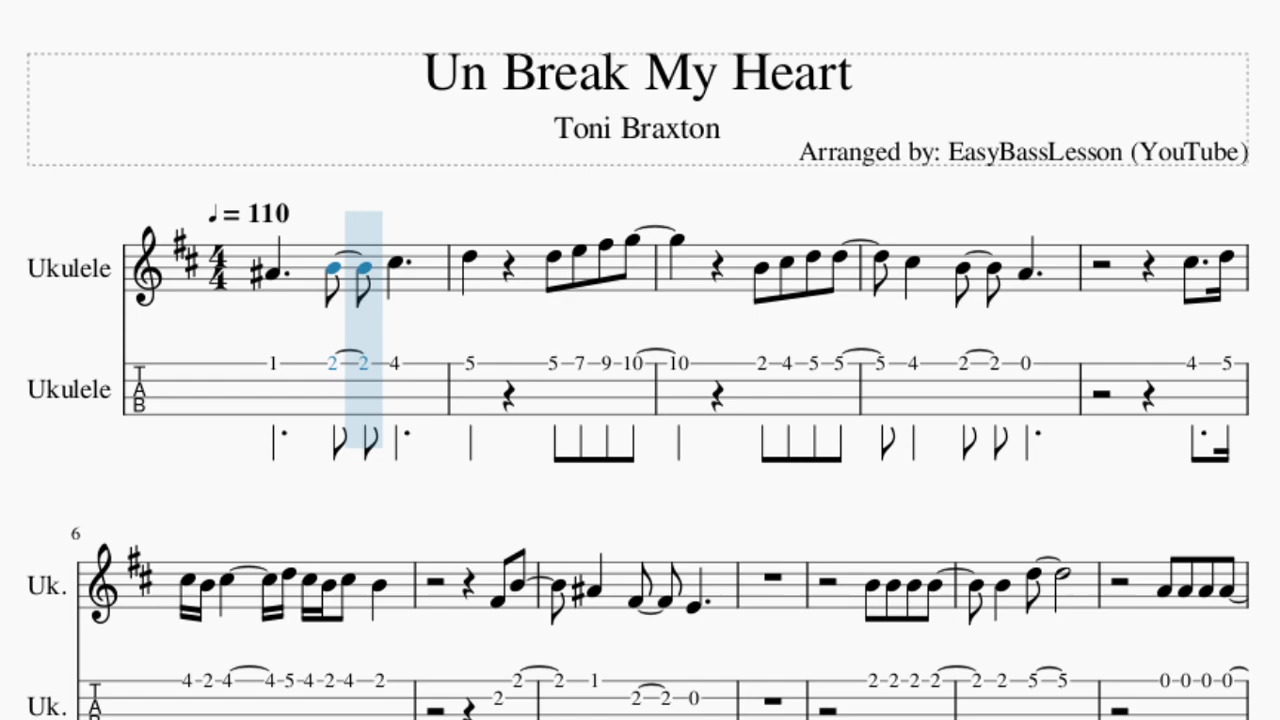 Un Break My Heart
Toni Braxton
Arranged by: EasyBassLesson (YouTube)
♩= 110
Ukulele 4 4
Ukulele T A B 1 2 2 4 5 5 7 9 10 10 2 4 5 5 5 4 2 2 0 4 5
6
Uk.
Uk. 4 2 4 4 5 4 2 4 2 2 2 2 1 2 2 0 2 2 2 2 2 2 5 5 0 0 0 0